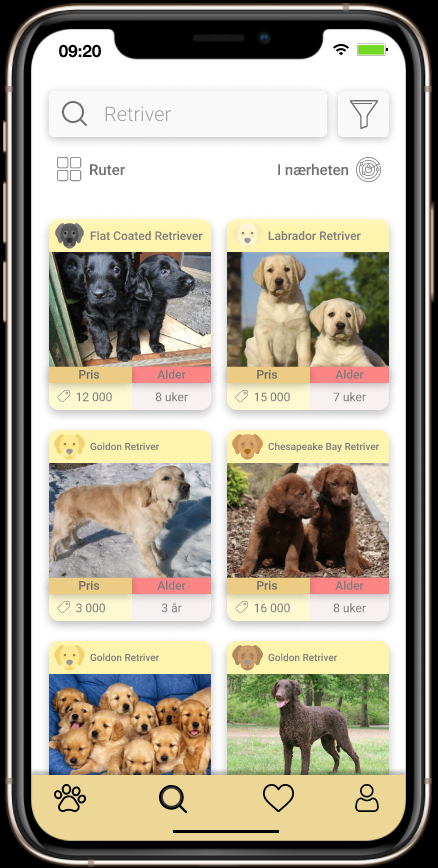 09:20
Retriver
Ruter
I nærheten
Flat Coated Retriever
Labrador Retriver
Pris Alder
Pris Alder
12 000 8 uker
15 000 7 uker
Goldon Retriver
Chesapeake Bay Retriver
Pris Alder
Pris Alder
3 000 3 år
16 000 8 uker
Goldon Retriver
Goldon Retriver